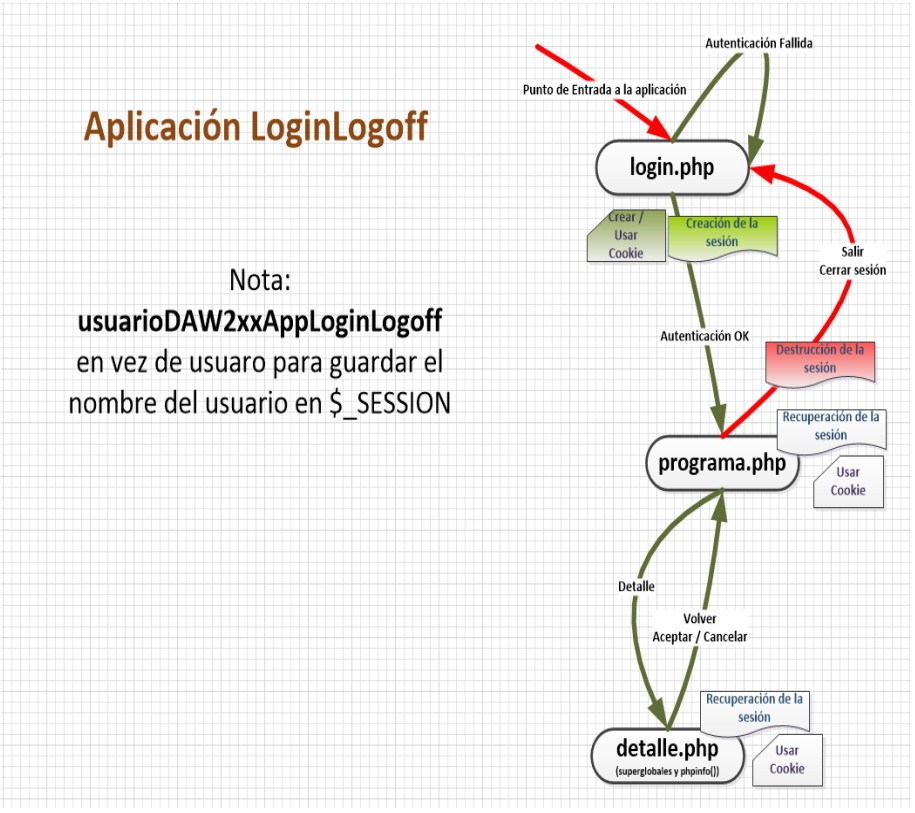 Autenticación Fallida
Punto de Entrada a la aplicación
Aplicación LoginLogoff
login.php
Crear /
Usar
Cookie
Creación de la
sesión
Salir
Cerrar sesión
Nota:
usuarioDAW2xxAppLoginLogoff
en vez de usuaro para guardar el
nombre del usuario en $_SESSION
Autenticación OK
Destrucción de la
sesión
Recuperación de la
sesión
programa.php
Usar
Cookie
Detalle
Volver
Aceptar / Cancelar
Recuperación de la
sesión
detalle.php
(superglobales y phpinfo())
Usar
Cookie